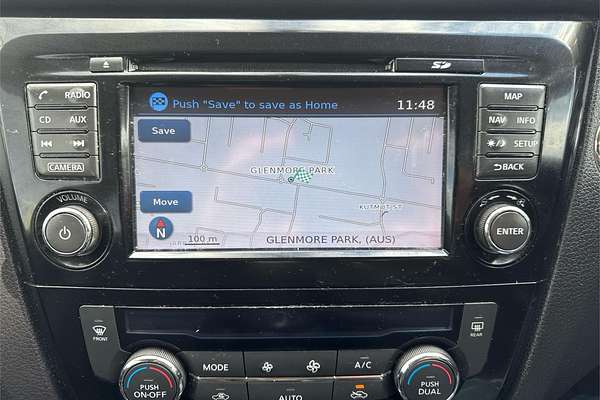 SD
RADIO
CD AUX
CAMERA
VOLUME
Push "Save" to save as Home 11:48
Save
GLENMORE PARK
Move
N
100 m
GLENMORE PARK, (AUS)
MAP
NAV INFO
SETUP
BACK
ENTER
FRONT
REAR
PUSH
ON-OFF
MODE
A/C
AUTO
PUSH
DUAL